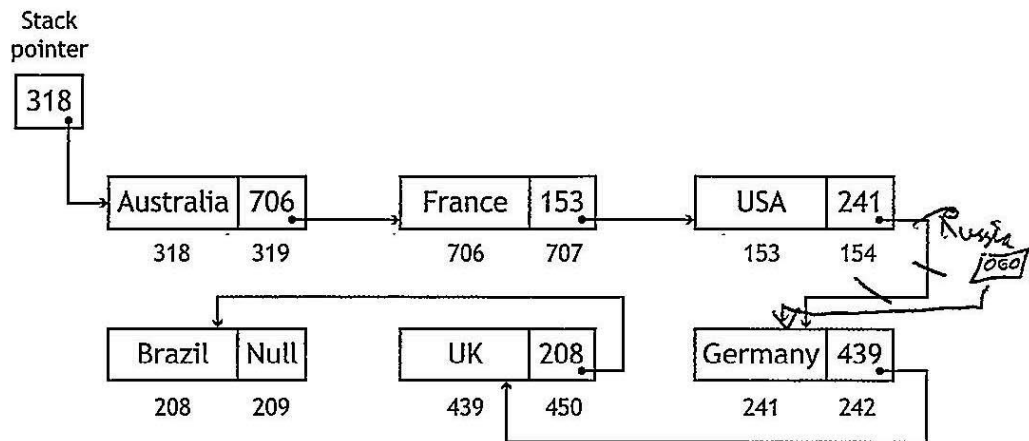 Stack
pointer
318
Australia 706 France 153 USA 241
Russia
318 319 706 707 153 154
Brazil Null UK 208 Germany 439
208 209 439 450 241 242